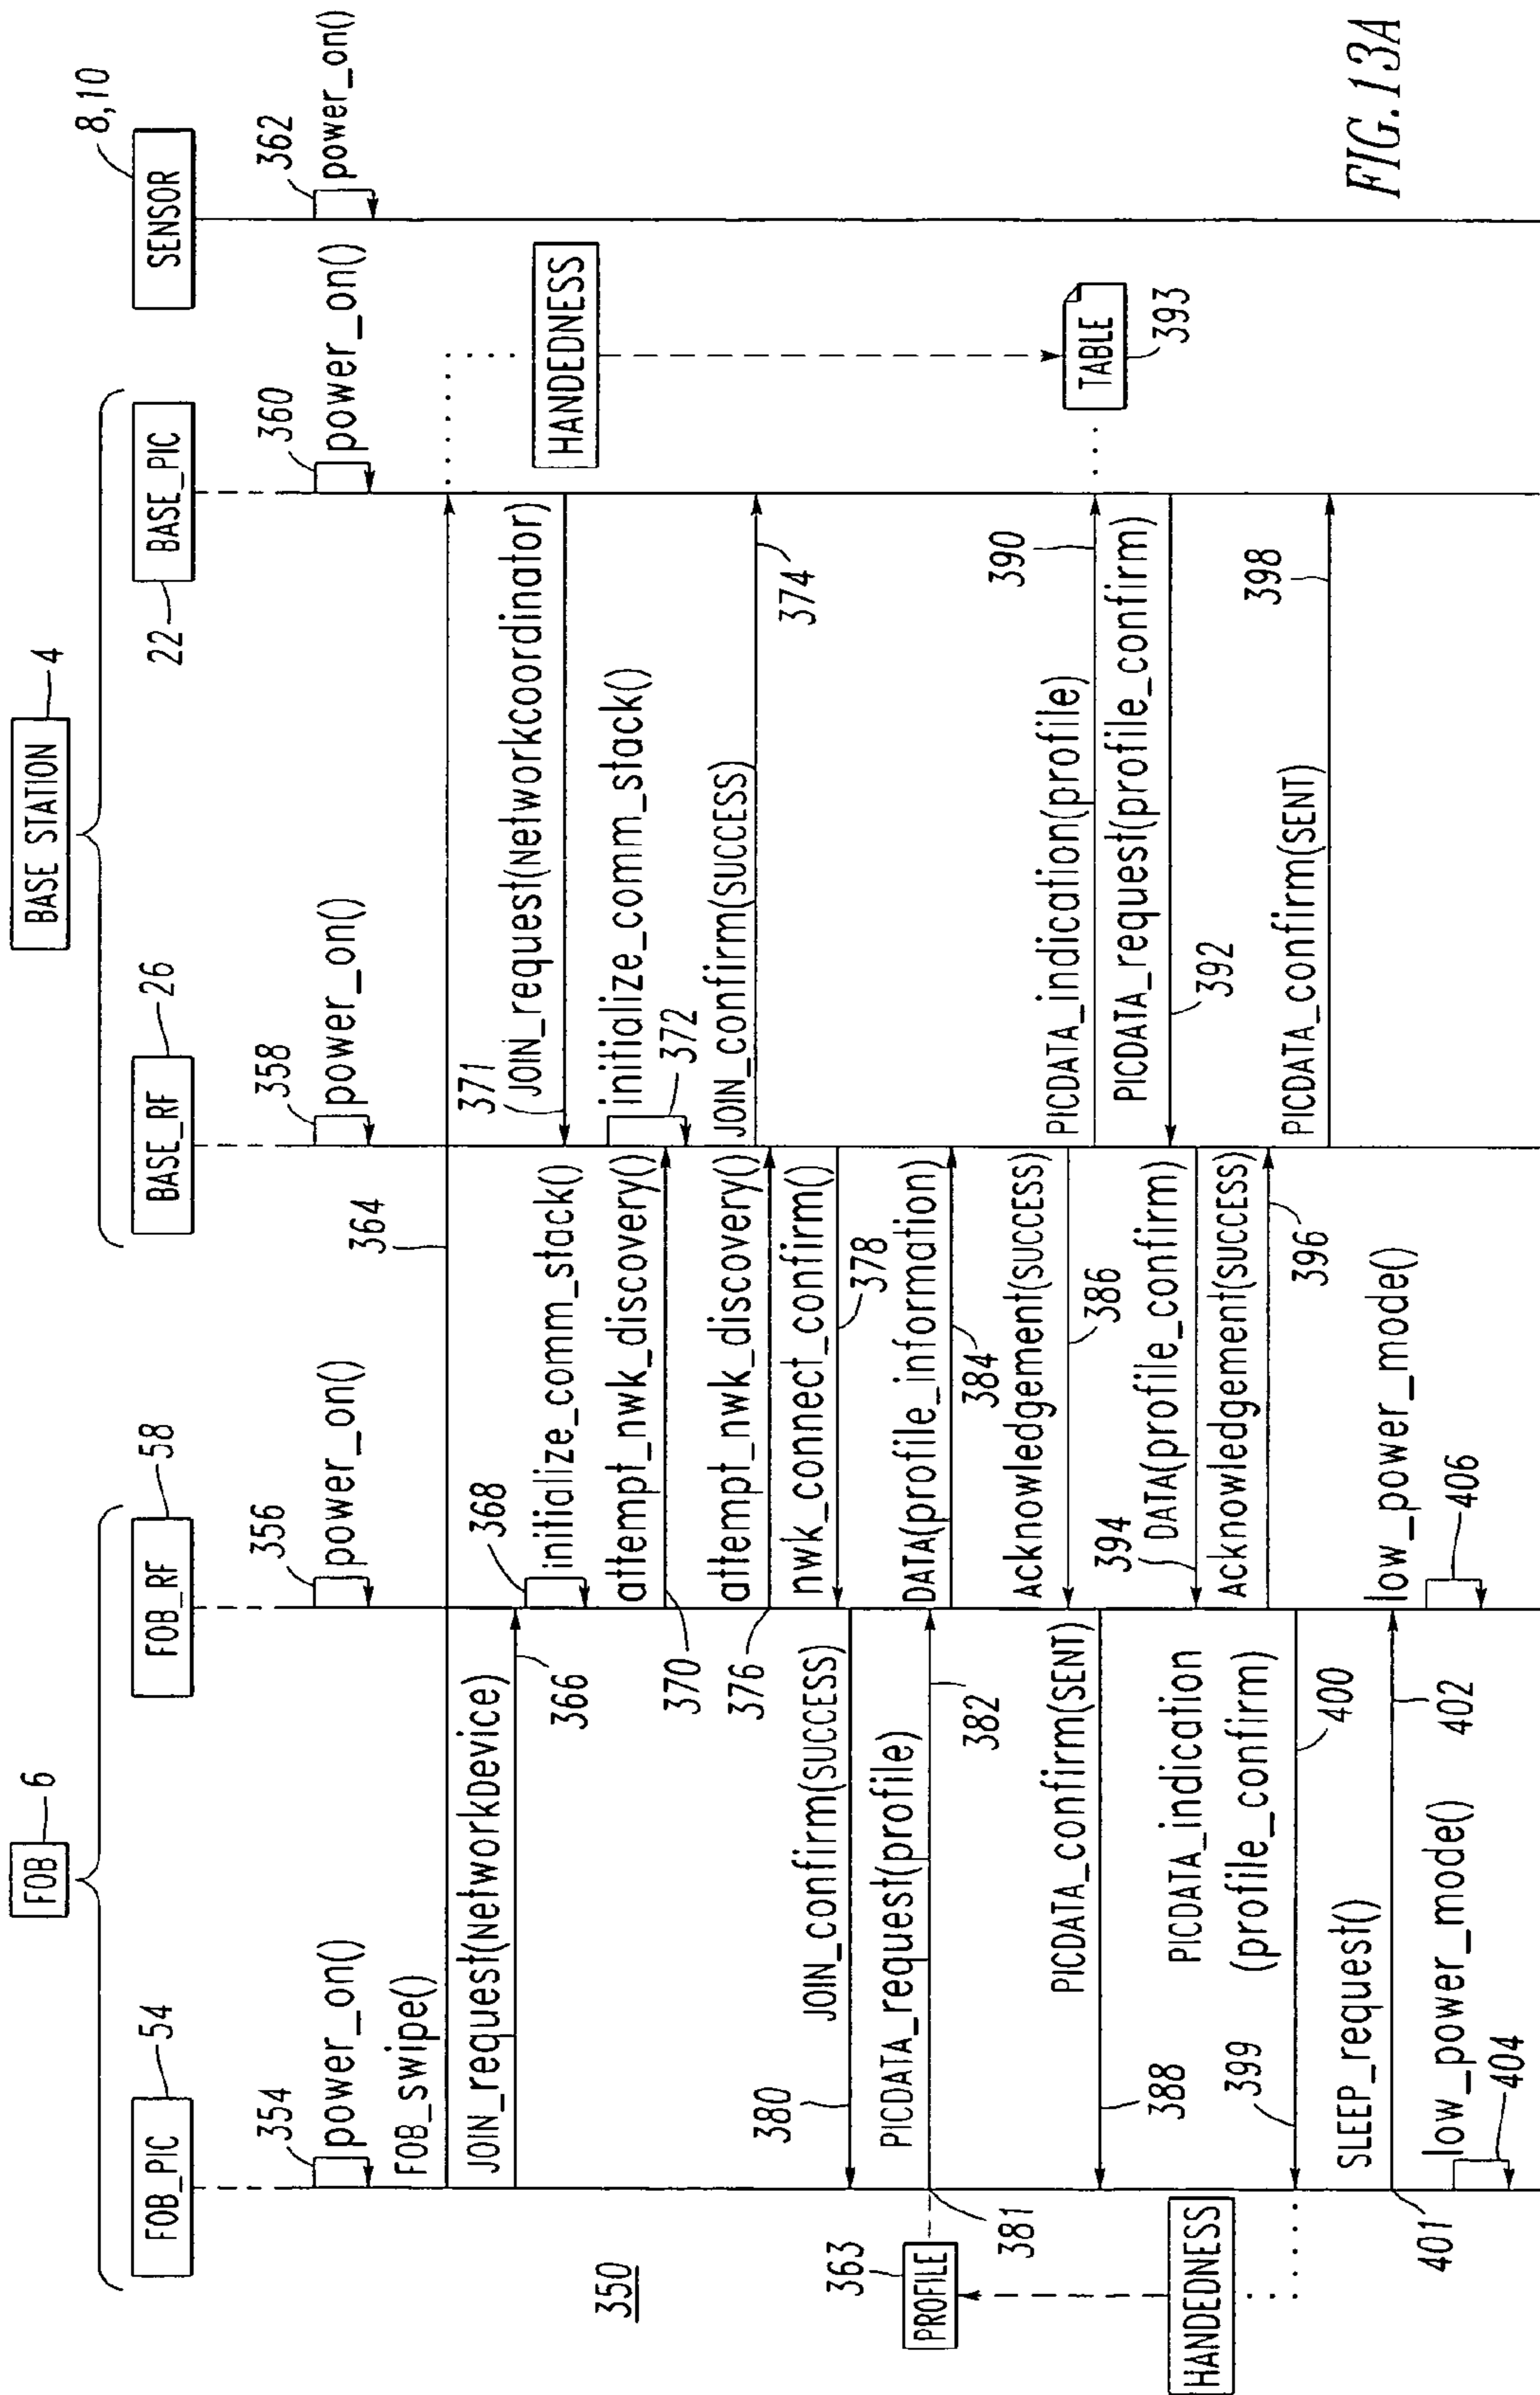 FOB
6
BASE STATION
4
FOB_PIC
54
FOB_RF
58
BASE_RF
26
BASE_PIC
22
SENSOR
8,10
354
power_on()
356
power_on()
358
power_on()
360
power_on()
362
power_on()
FOB_swipe()
364
JOIN_request(NetworkDevice)
366
368
initialize_comm_stack()
371
JOIN_request(NetworkCoordinator)
HANDEDNESS
attempt_nwk_discovery()
370
initialize_comm_stack()
372
attempt_nwk_discovery()
376
JOIN_confirm(SUCCESS)
374
nwk_connect_confirm()
378
JOIN_confirm(SUCCESS)
380
350
363
PROFILE
381
PICDATA_request(profile)
382
DATA(profile_information)
384
Acknowledgement(SUCCESS)
386
PICDATA_indication(profile)
390
TABLE
393
PICDATA_confirm(SENT)
388
PICDATA_request(profile_confirm)
392
394
DATA(profile_confirm)
Acknowledgement(SUCCESS)
396
PICDATA_confirm(SENT)
398
HANDEDNESS
399
PICDATA_indication
(profile_confirm)
400
SLEEP_request()
401
402
low_power_mode()
404
low_power_mode()
406
FIG.13A